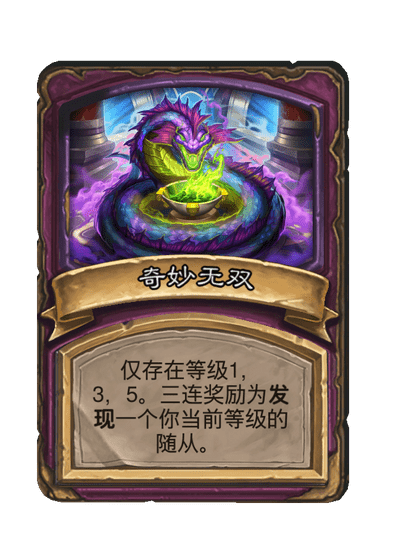 奇妙无双
仅存在等级1,
3，5。三连奖励为发
现一个你当前等级的
随从。